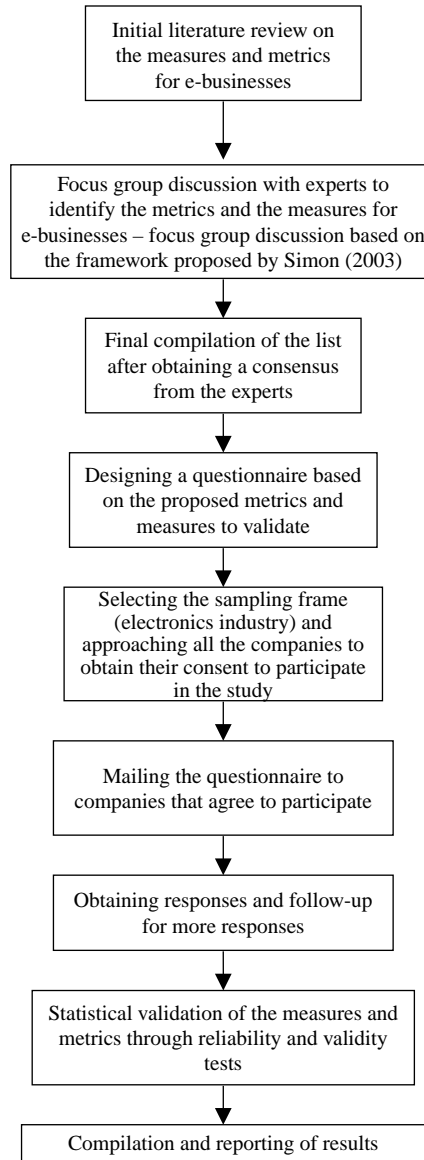 Initial literature review on
the measures and metrics
for e-businesses
Focus group discussion with experts to
identify the metrics and the measures for
e-businesses – focus group discussion based on
the framework proposed by Simon (2003)
Final compilation of the list
after obtaining a consensus
from the experts
Designing a questionnaire based
on the proposed metrics and
measures to validate
Selecting the sampling frame
(electronics industry) and
approaching all the companies to
obtain their consent to participate
in the study
Mailing the questionnaire to
companies that agree to participate
Obtaining responses and follow-up
for more responses
Statistical validation of the measures and
metrics through reliability and validity
tests
Compilation and reporting of results